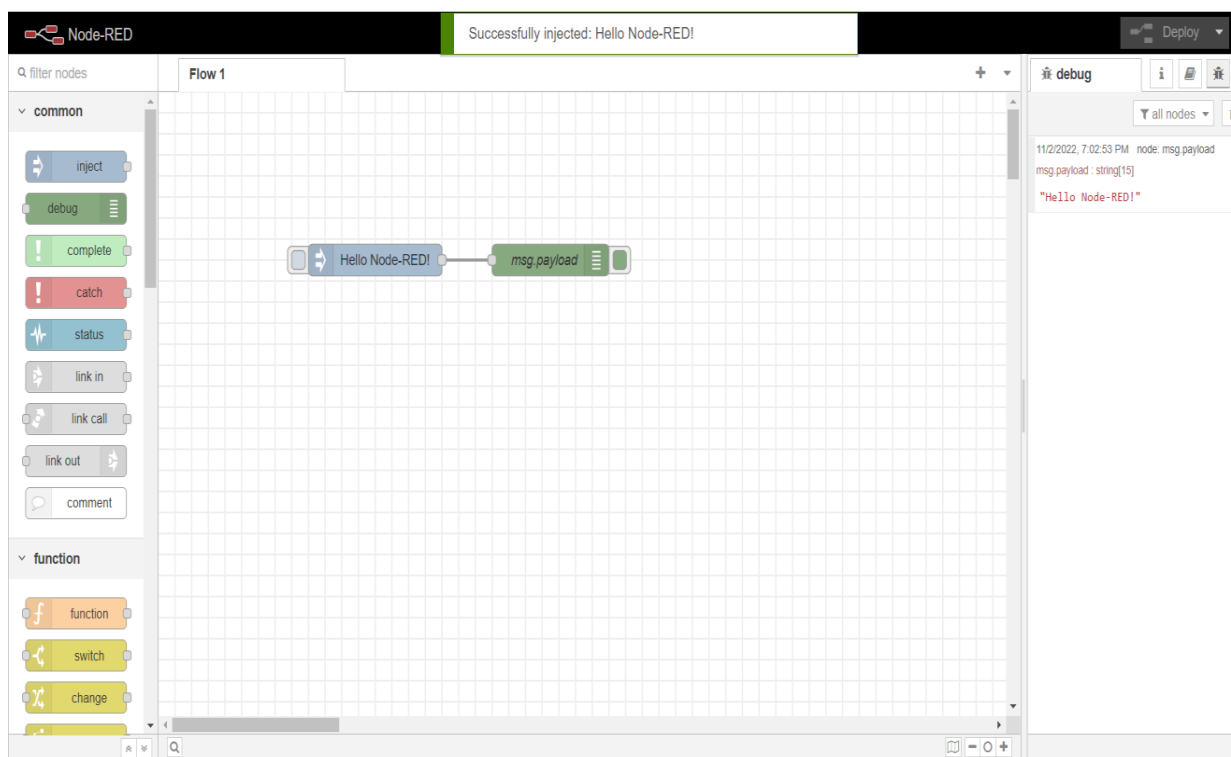 Node-RED
Successfully injected: Hello Node-RED!
Deploy
filter nodes
Flow 1
debug
i
all nodes
common
inject
debug
complete
catch
status
link in
link call
link out
comment
function
function
switch
change
Hello Node-RED!
msg.payload
11/2/2022, 7:02:53 PM node: msg.payload
msg.payload : string[15]
"Hello Node-RED!"